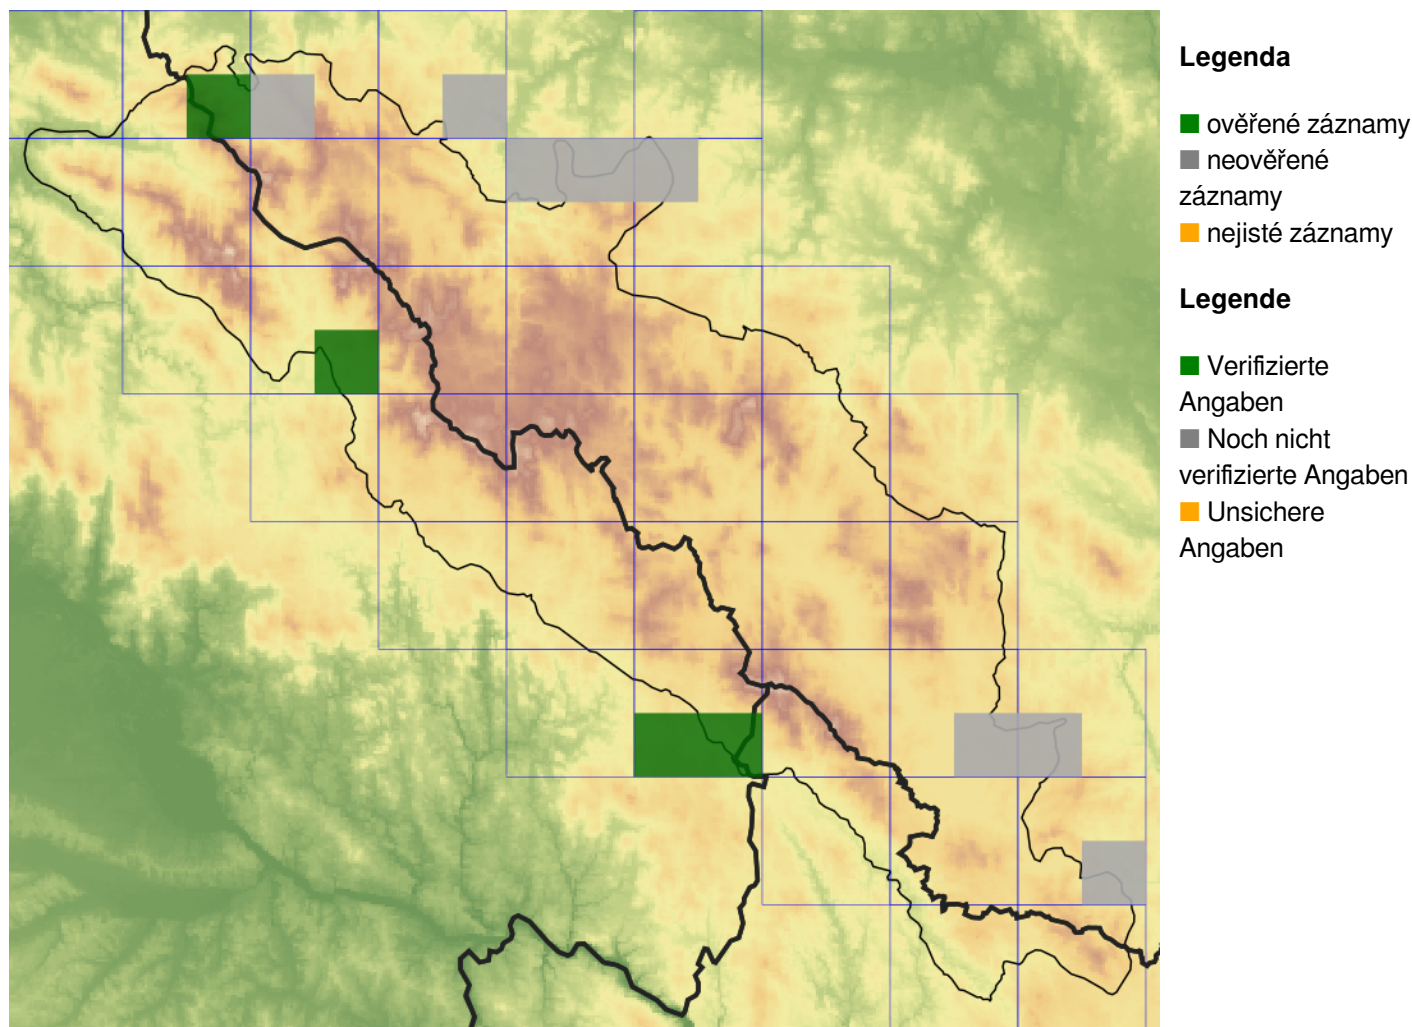 Legenda
ověřené záznamy
neověřené
záznamy
nejisté záznamy
Legende
Verifizierte
Angaben
Noch nicht
verifizierte Angaben
Unsichere
Angaben